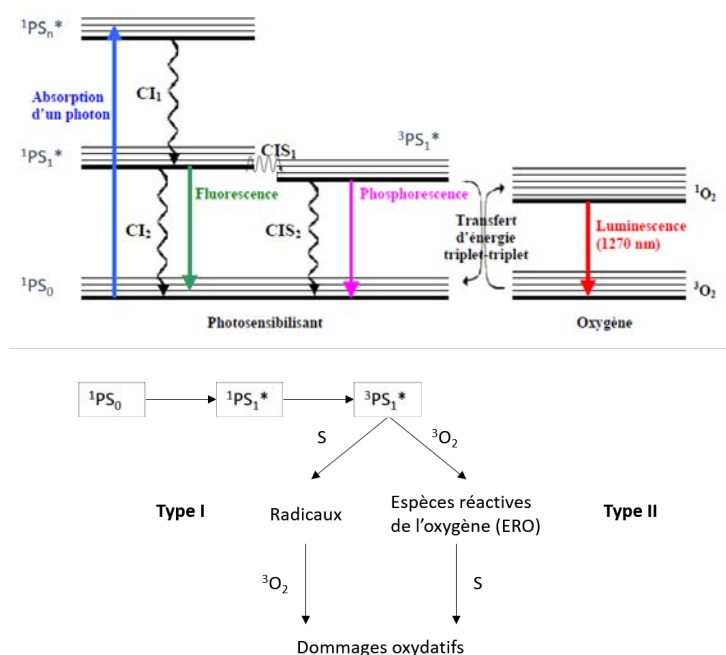 ¹PSₙ*
Absorption
d'un photon
CI₁
¹PS₁*
CIS₁
³PS₁*
Fluorescence
Phosphorescence
CI₂
CIS₂
Transfert
d'énergie
triplet-triplet
¹O₂
Luminescence
(1270 nm)
¹PS₀
³O₂
Photosensibilisant
Oxygène
¹PS₀
¹PS₁*
³PS₁*
S
³O₂
Type I
Radicaux
Espèces réactives
de l'oxygène (ERO)
Type II
³O₂
S
Dommages oxydatifs